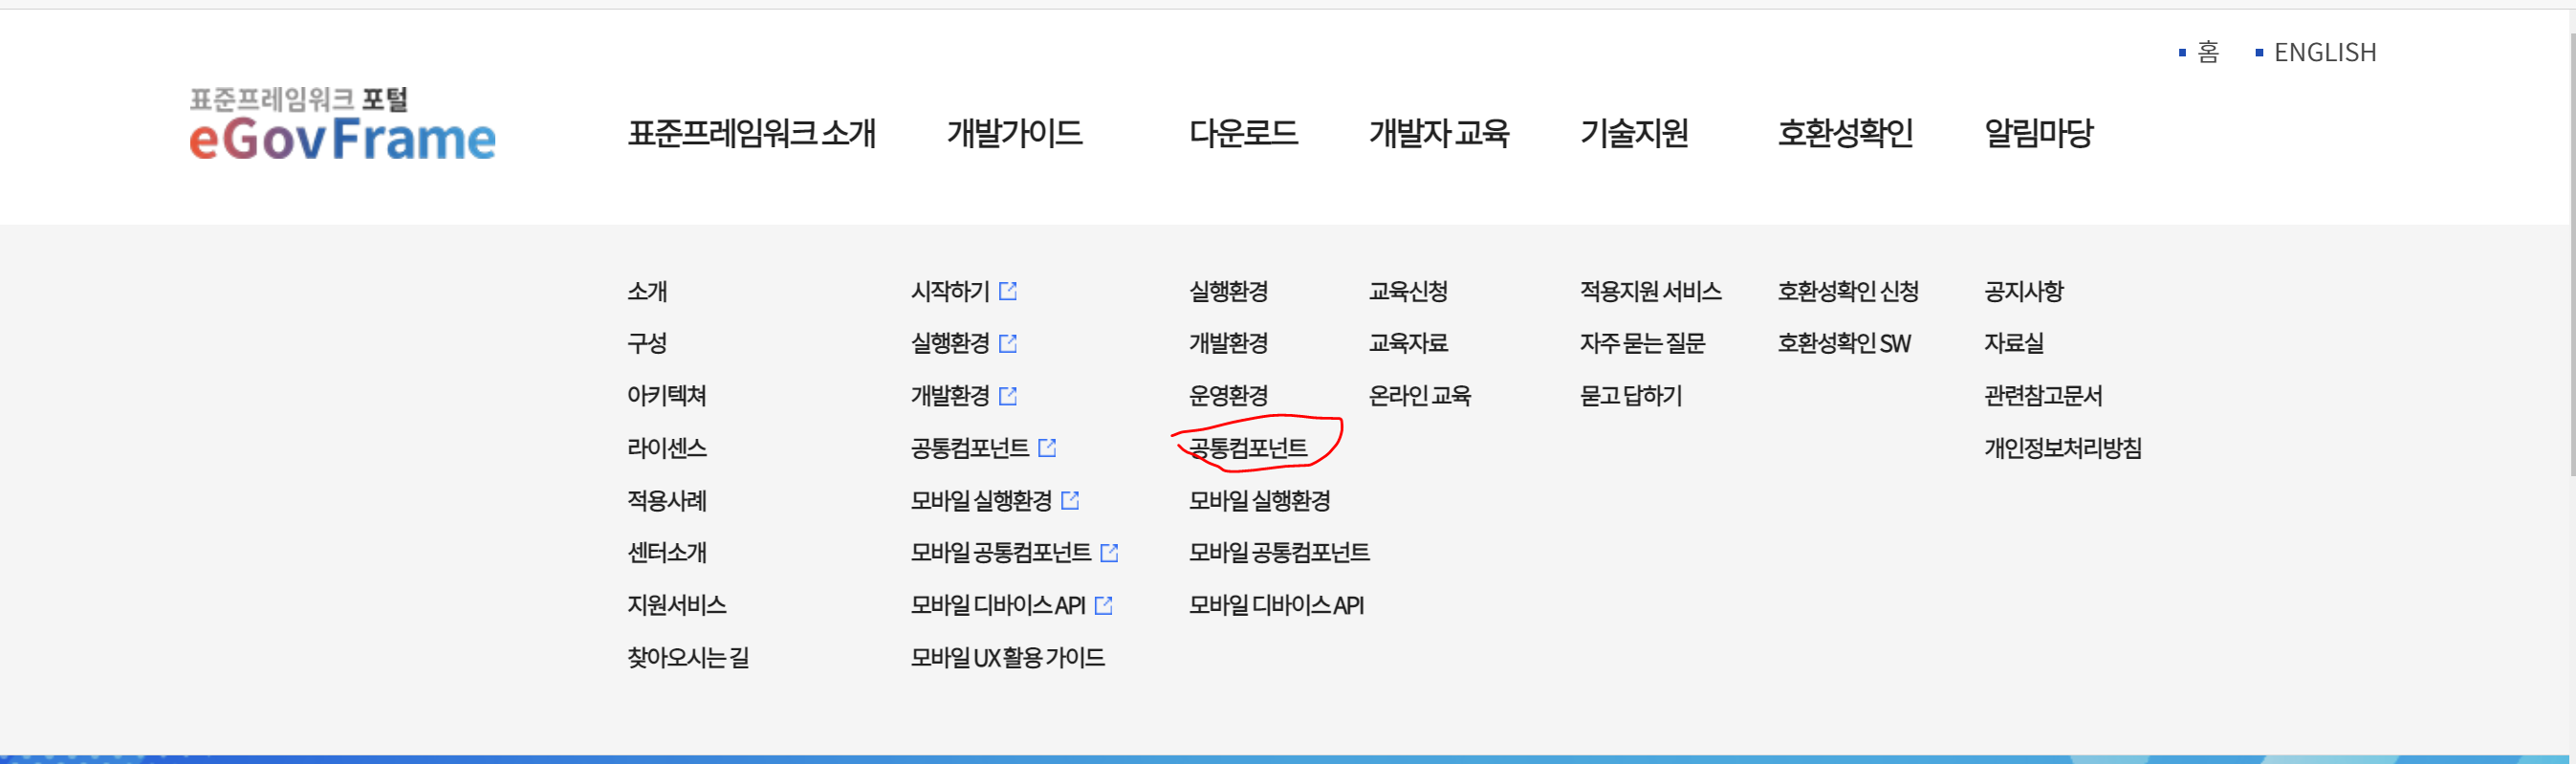 홈 ENGLISH
표준프레임워크 포털
eGovFrame
표준프레임워크 소개 개발가이드 다운로드 개발자 교육 기술지원 호환성확인 알림마당
소개 시작하기 실행환경 교육신청 적용지원 서비스 호환성확인 신청 공지사항
구성 실행환경 개발환경 교육자료 자주 묻는 질문 호환성확인 SW 자료실
아키텍쳐 개발환경 운영환경 온라인 교육 묻고 답하기 관련참고문서
라이센스 공통컴포넌트 공통컴포넌트 개인정보처리방침
적용사례 모바일 실행환경 모바일 실행환경
센터소개 모바일 공통컴포넌트 모바일 공통컴포넌트
지원서비스 모바일 디바이스 API 모바일 디바이스 API
찾아오시는 길 모바일 UX 활용 가이드